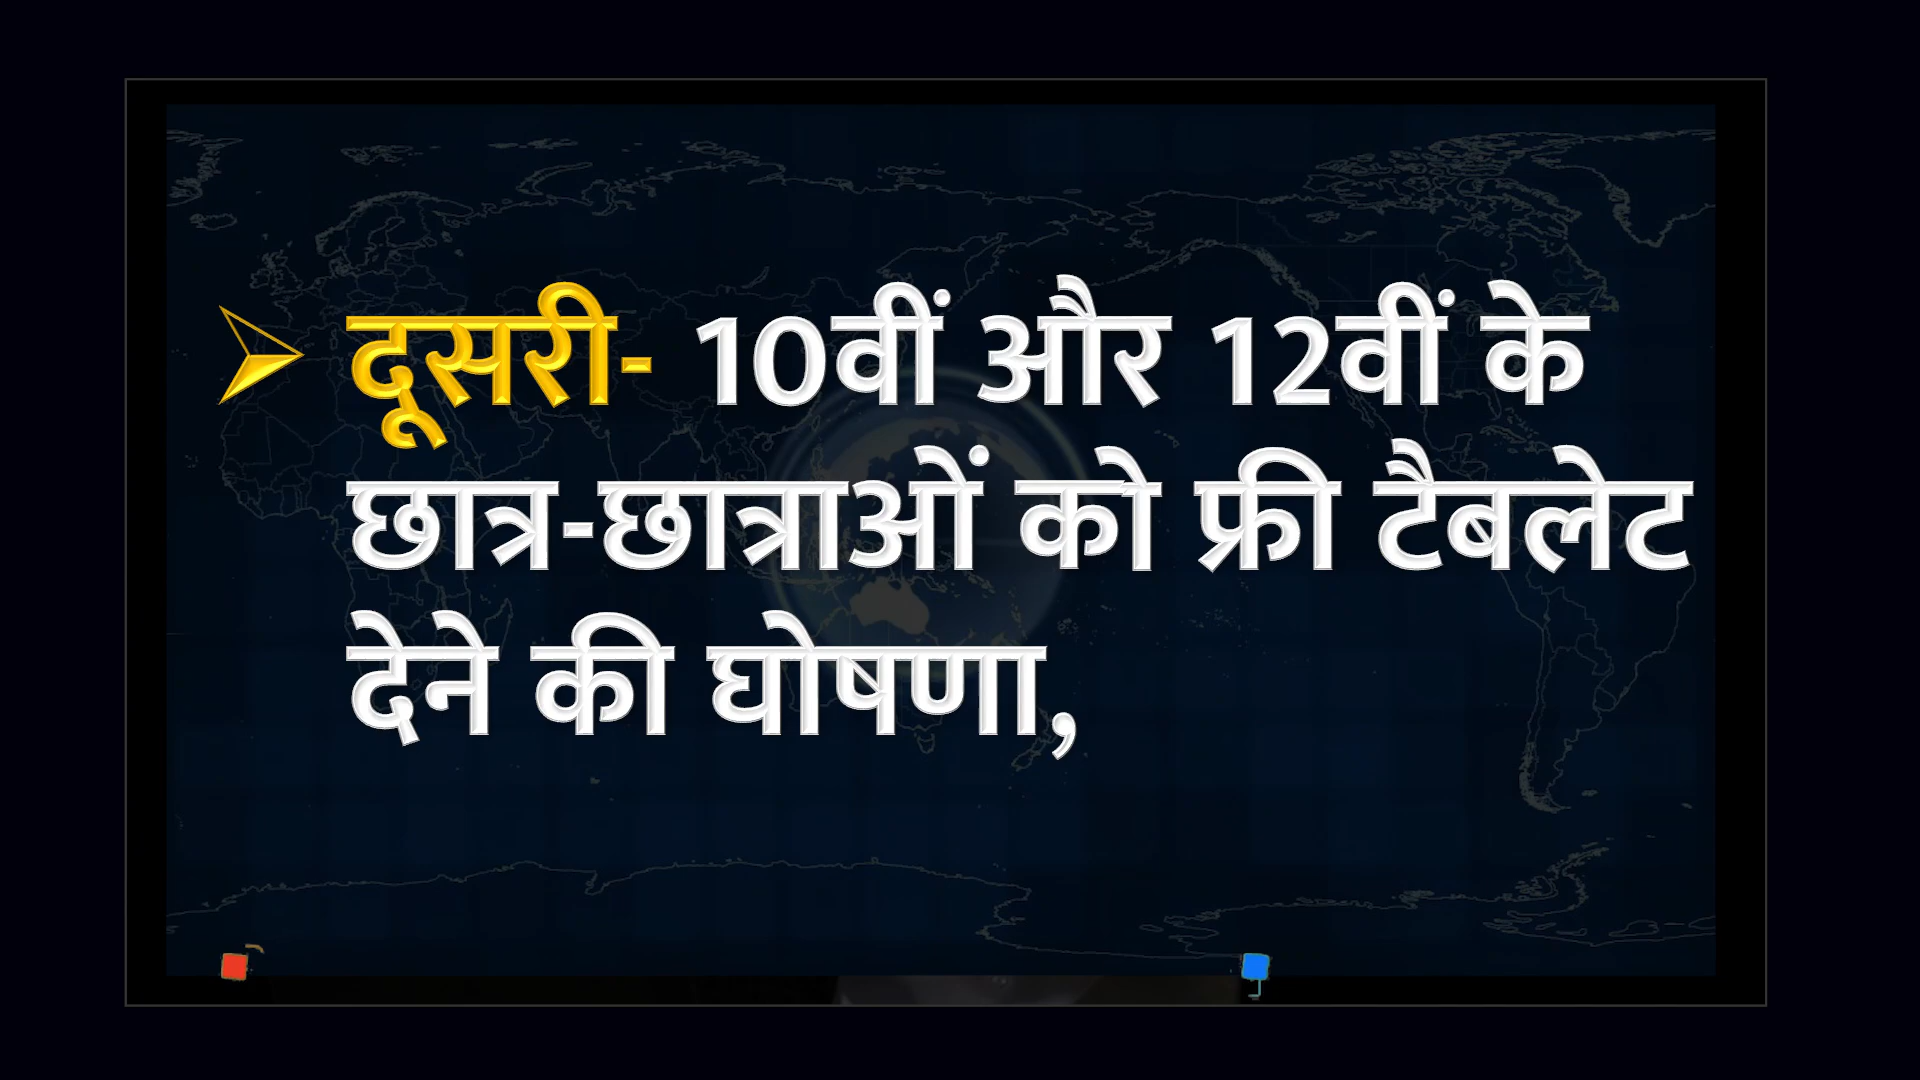 दूसरी- 10वीं और 12वीं के
छात्र-छात्राओं को फ्री टैबलेट
देने की घोषणा,